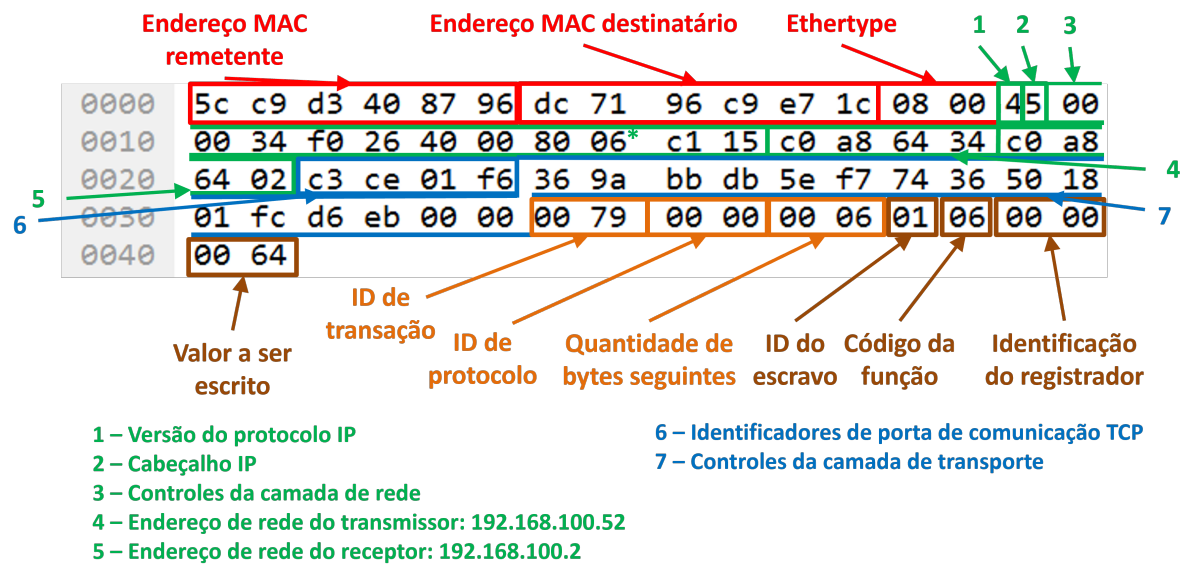 Endereço MAC remetente
Endereço MAC destinatário
Ethertype
1 2 3
0000 5c c9 d3 40 87 96 dc 71 96 c9 e7 1c 08 00 45 00
0010 00 34 f0 26 40 00 80 06* c1 15 c0 a8 64 34 c0 a8
4
0020 64 02 c3 ce 01 f6 36 9a bb db 5e f7 74 36 50 18
5
6
0030 01 fc d6 eb 00 00 00 79 00 00 00 06 01 06 00 00
7
0040 00 64
Valor a ser escrito
ID de transação
ID de protocolo
Quantidade de bytes seguintes
ID do escravo
Código da função
Identificação do registrador
1 – Versão do protocolo IP
2 – Cabeçalho IP
3 – Controles da camada de rede
4 – Endereço de rede do transmissor: 192.168.100.52
5 – Endereço de rede do receptor: 192.168.100.2
6 – Identificadores de porta de comunicação TCP
7 – Controles da camada de transporte